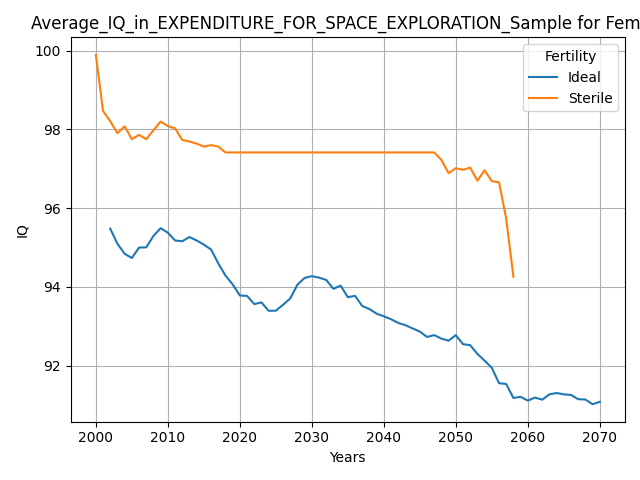 Average_IQ_in_EXPENDITURE_FOR_SPACE_EXPLORATION_Sample for Fem
Fertility
Ideal
Sterile
100
98
96
94
92
IQ
2000 2010 2020 2030 2040 2050 2060 2070
Years